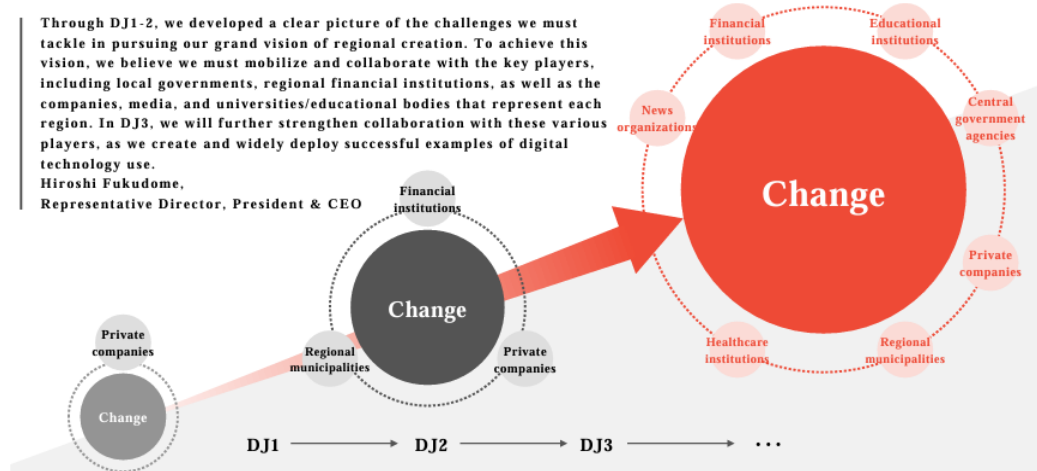 Through DJ1-2, we developed a clear picture of the challenges we must
tackle in pursuing our grand vision of regional creation. To achieve this
vision, we believe we must mobilize and collaborate with the key players,
including local governments, regional financial institutions, as well as the
companies, media, and universities/educational bodies that represent each
region. In DJ3, we will further strengthen collaboration with these various
players, as we create and widely deploy successful examples of digital
technology use.
Hiroshi Fukudome,
Representative Director, President & CEO
Private
companies
Change
Financial
institutions
Change
Regional
municipalities
Private
companies
Financial
institutions
Educational
institutions
News
organizations
Central
government
agencies
Change
Private
companies
Healthcare
institutions
Regional
municipalities
DJ1
DJ2
DJ3
...